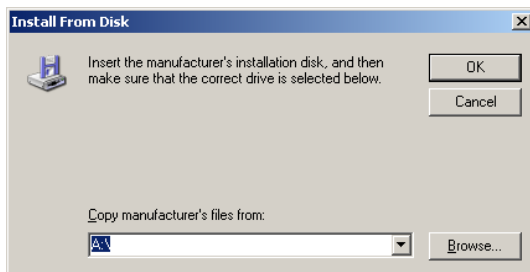 Install From Disk
Insert the manufacturer's installation disk, and then
make sure that the correct drive is selected below.
OK
Cancel
Copy manufacturer's files from:
A:\
Browse...